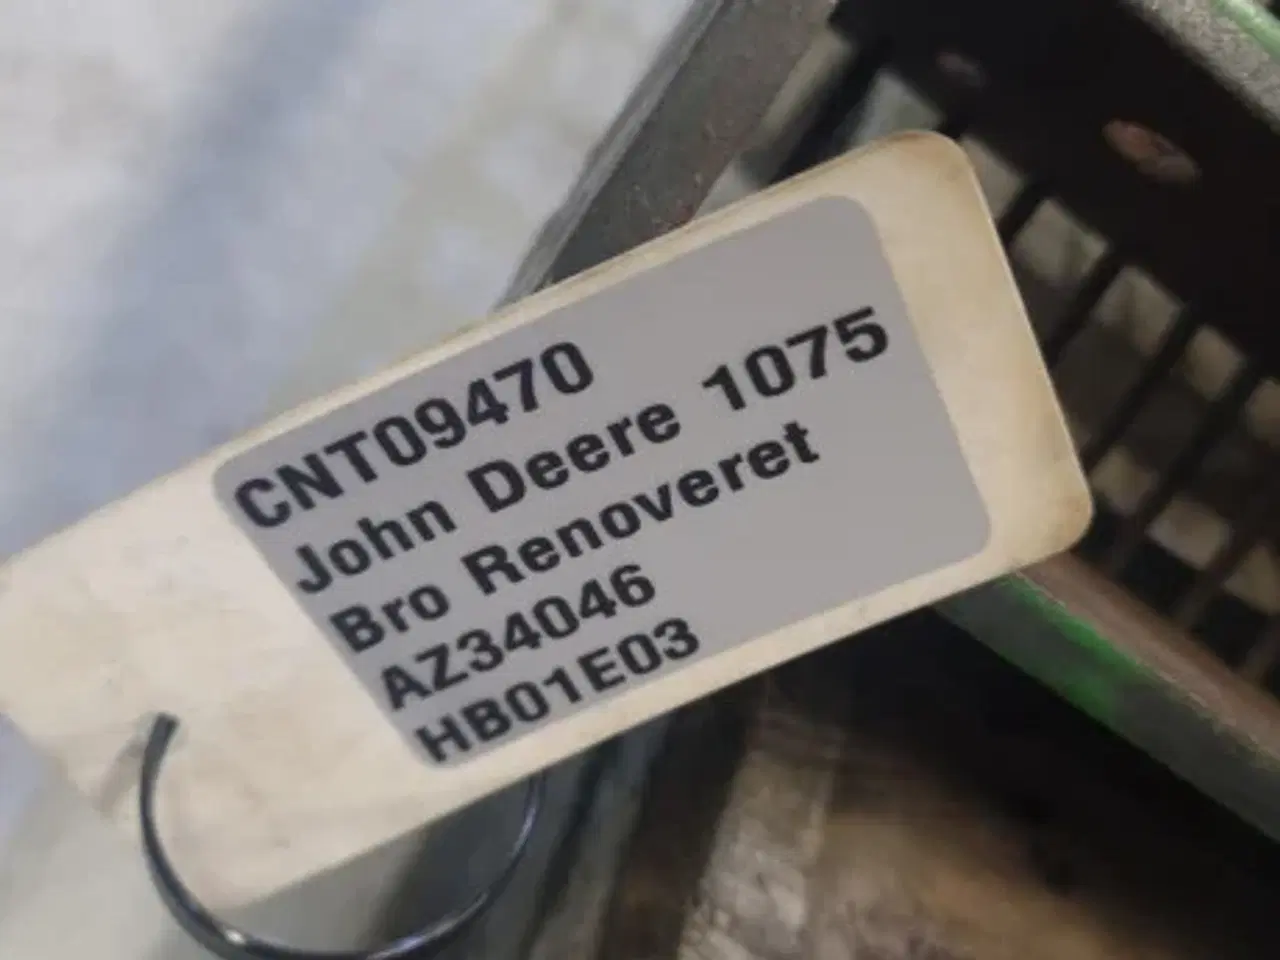 CNT09470
John Deere 1075
Bro Renoveret
AZ34046
HB01E03